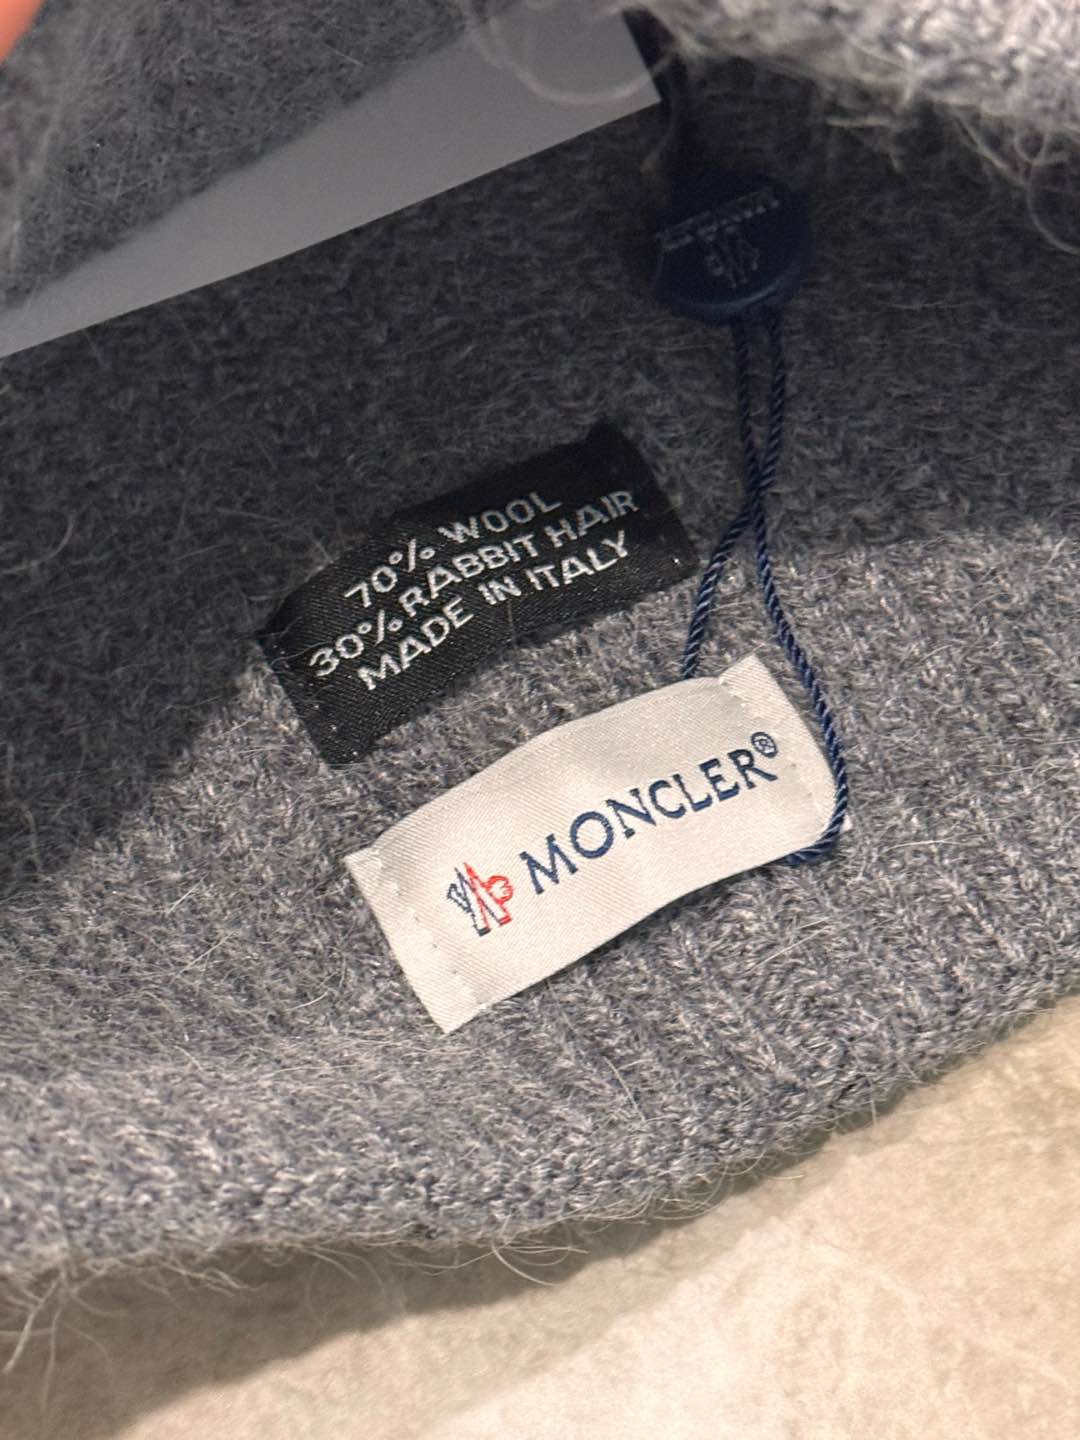 70% WOOL
30% RABBIT HAIR
MADE IN ITALY
MONCLER®